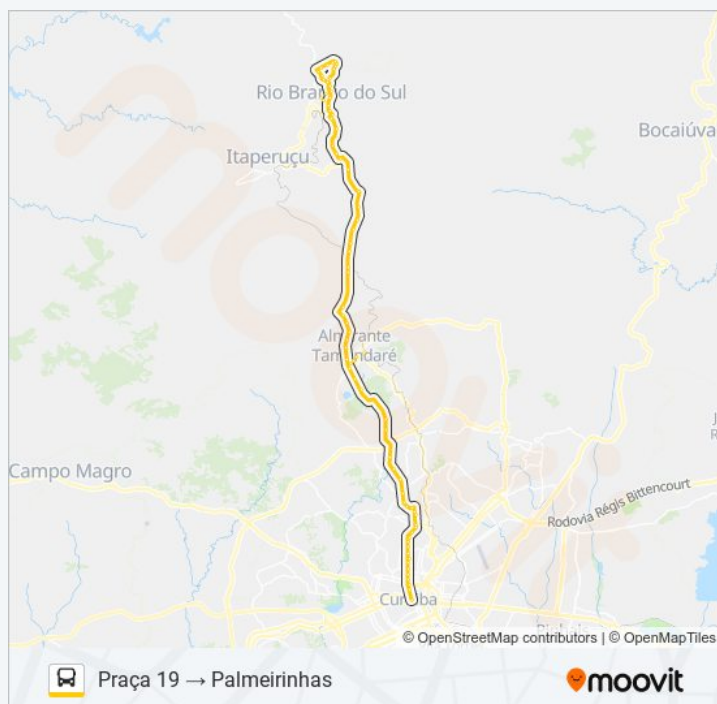 Rio Branco do Sul
Bocaiúva
Itaperuçu
Almirante
Tamandaré
Campo Magro
Rodovia Régis Bittencourt
Curitiba
© OpenStreetMap contributors | © OpenMapTiles
Praça 19 → Palmeirinhas
moovit